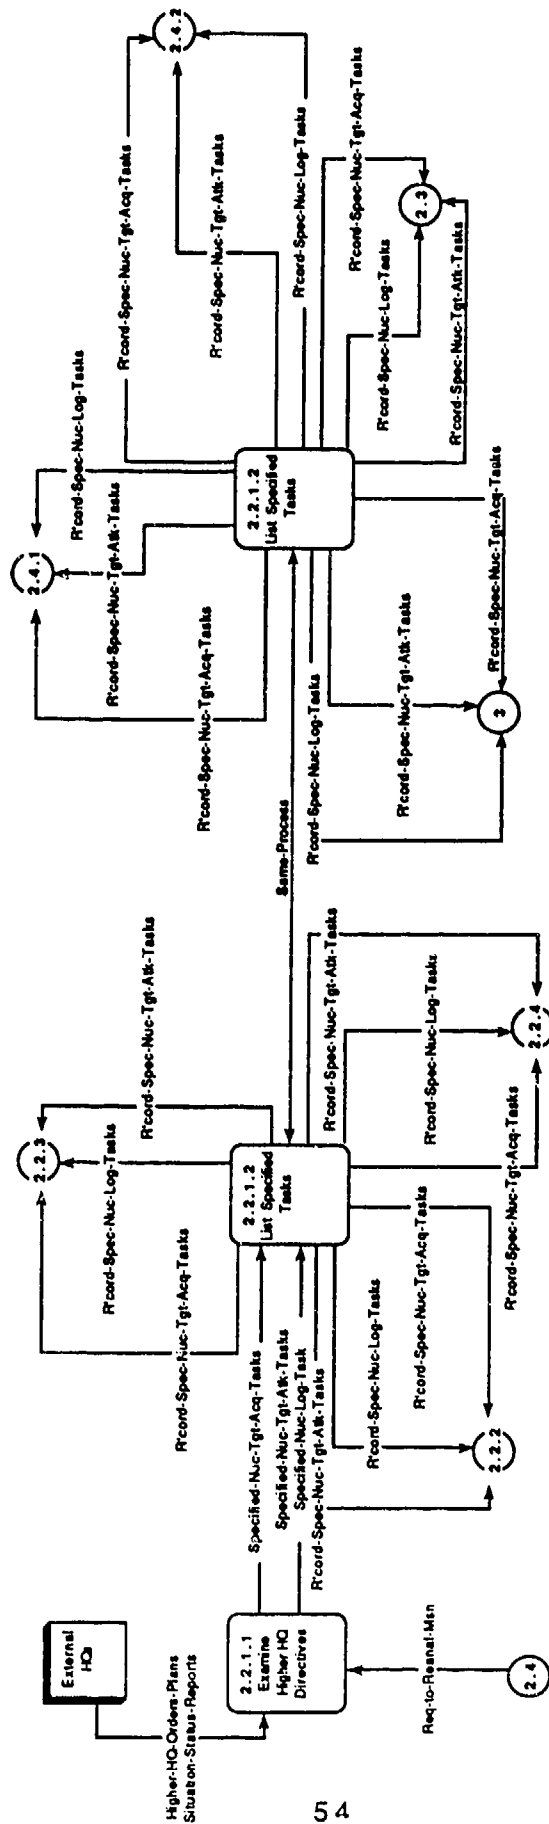 External
HQs
Higher-HQ-Orders-Plans
Situation-Status-Reports
2.2.1.1
Examine
Higher HQ
Directives
Req-to-Reanal-Msn
2.4
Specified-Nuc-Tgt-Acq-Tasks
Specified-Nuc-Tgt-Atk-Tasks
Specified-Nuc-Log-Task
R'cord-Spec-Nuc-Tgt-Atk-Tasks
2.2.2
R'cord-Spec-Nuc-Log-Tasks
R'cord-Spec-Nuc-Tgt-Acq-Tasks
2.2.1.2
List Specified
Tasks
R'cord-Spec-Nuc-Tgt-Acq-Tasks
R'cord-Spec-Nuc-Log-Tasks
R'cord-Spec-Nuc-Tgt-Atk-Tasks
2.2.3
R'cord-Spec-Nuc-Tgt-Acq-Tasks
R'cord-Spec-Nuc-Log-Tasks
R'cord-Spec-Nuc-Tgt-Atk-Tasks
2.2.4
Same-Process
2.2.1.2
List Specified
Tasks
R'cord-Spec-Nuc-Tgt-Acq-Tasks
R'cord-Spec-Nuc-Tgt-Atk-Tasks
R'cord-Spec-Nuc-Log-Tasks
2.4.1
R'cord-Spec-Nuc-Log-Tasks
R'cord-Spec-Nuc-Tgt-Atk-Tasks
R'cord-Spec-Nuc-Tgt-Acq-Tasks
3
R'cord-Spec-Nuc-Tgt-Acq-Tasks
R'cord-Spec-Nuc-Tgt-Atk-Tasks
R'cord-Spec-Nuc-Log-Tasks
2.4.2
R'cord-Spec-Nuc-Tgt-Acq-Tasks
R'cord-Spec-Nuc-Log-Tasks
R'cord-Spec-Nuc-Tgt-Atk-Tasks
2.3
54